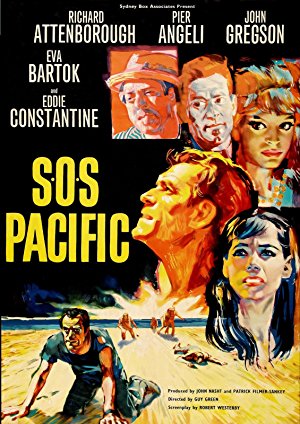 Sydney Box Associates Present
RICHARD ATTENBOROUGH
PIER ANGELI
JOHN GREGSON
EVA BARTOK
and EDDIE CONSTANTINE
S·O·S
PACIFIC
Produced by JOHN NASHT and PATRICK FILMER-SANKEY
Directed by GUY GREEN
Screenplay by ROBERT WESTERBY